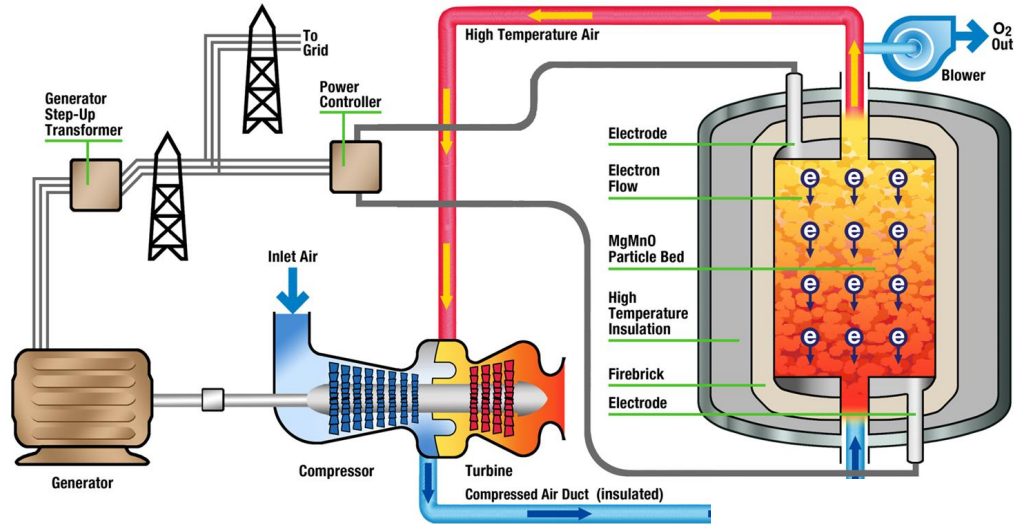 To
Grid
High Temperature Air
O2
Out
Blower
Generator
Step-Up
Transformer
Power
Controller
Electrode
Electron
Flow
e e e
e e e
MgMnO
Particle Bed
Inlet Air
e e e
High
Temperature
Insulation
e e e
Firebrick
Electrode
Compressor
Turbine
Generator
Compressed Air Duct (insulated)